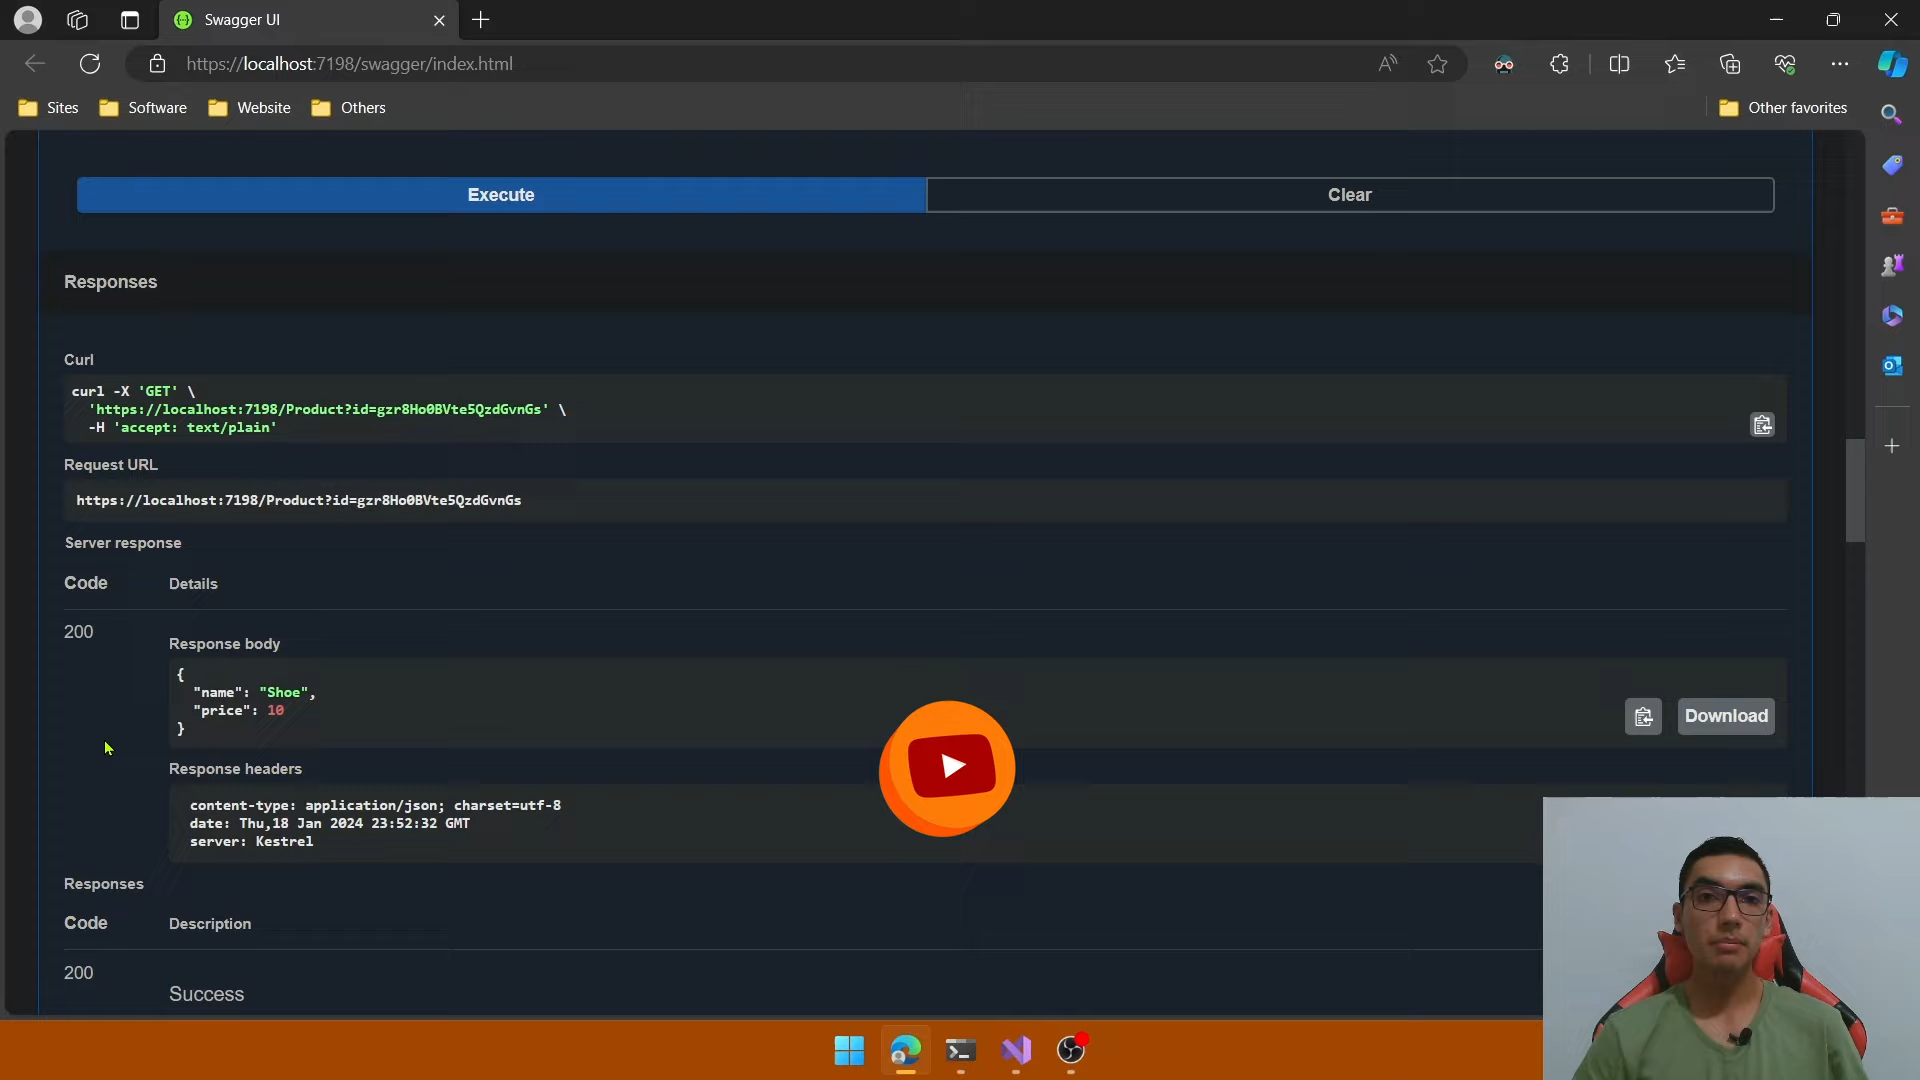 Swagger UI
https://localhost:7198/swagger/index.html
Sites
Software
Website
Others
Other favorites
Execute
Clear
Responses
Curl
curl -X 'GET' \
'https://localhost:7198/Product?id=gzr8Ho0BVte5QzdGvnGs' \
-H 'accept: text/plain'
Request URL
https://localhost:7198/Product?id=gzr8Ho0BVte5QzdGvnGs
Server response
Code
Details
200
Response body
{
"name": "Shoe",
"price": 10
}
Download
Response headers
content-type: application/json; charset=utf-8
date: Thu,18 Jan 2024 23:52:32 GMT
server: Kestrel
Responses
Code
Description
200
Success